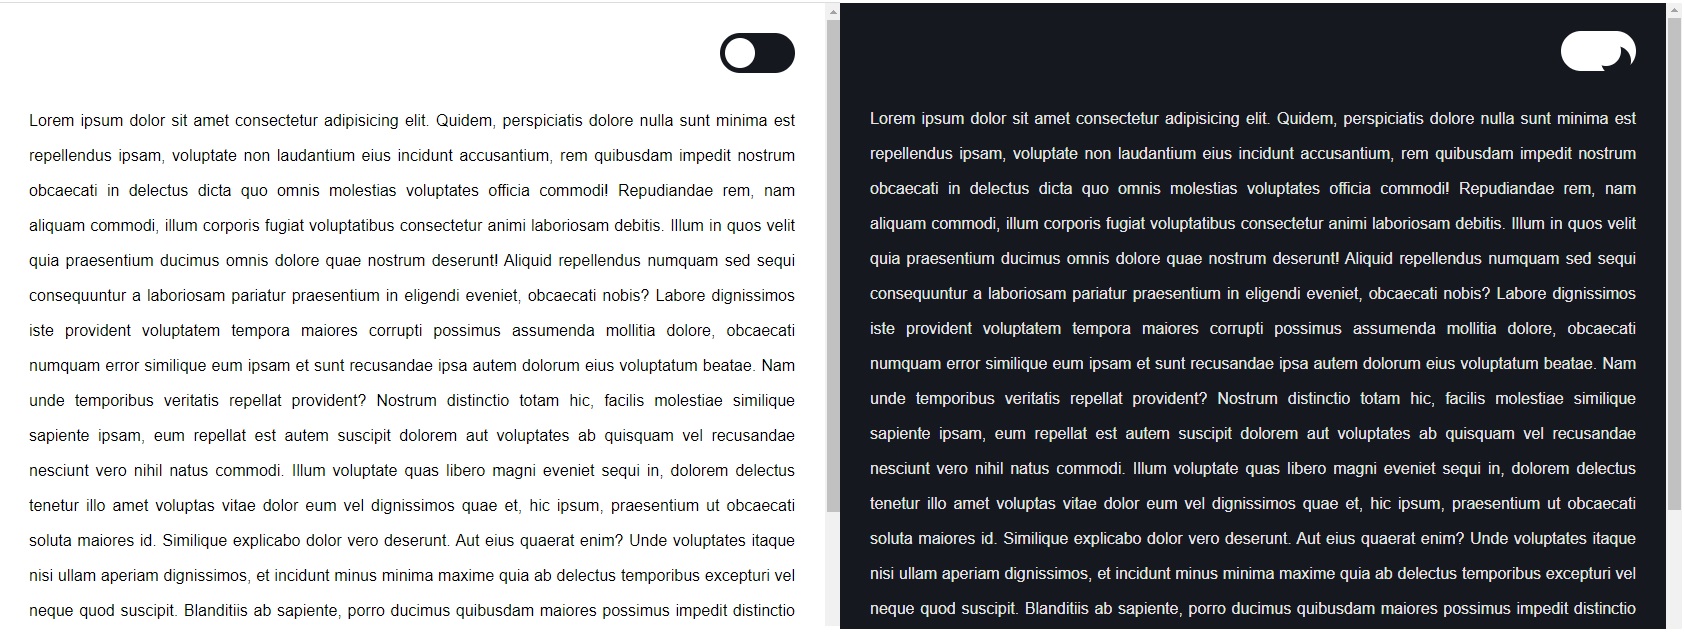 Lorem ipsum dolor sit amet consectetur adipisicing elit. Quidem, perspiciatis dolore nulla sunt minima est
repellendus ipsam, voluptate non laudantium eius incidunt accusantium, rem quibusdam impedit nostrum
obcaecati in delectus dicta quo omnis molestias voluptates officia commodi! Repudiandae rem, nam
aliquam commodi, illum corporis fugiat voluptatibus consectetur animi laboriosam debitis. Illum in quos velit
quia praesentium ducimus omnis dolore quae nostrum deserunt! Aliquid repellendus numquam sed sequi
consequuntur a laboriosam pariatur praesentium in eligendi eveniet, obcaecati nobis? Labore dignissimos
iste provident voluptatem tempora maiores corrupti possimus assumenda mollitia dolore, obcaecati
numquam error similique eum ipsam et sunt recusandae ipsa autem dolorum eius voluptatum beatae. Nam
unde temporibus veritatis repellat provident? Nostrum distinctio totam hic, facilis molestiae similique
sapiente ipsam, eum repellat est autem suscipit dolorem aut voluptates ab quisquam vel recusandae
nesciunt vero nihil natus commodi. Illum voluptate quas libero magni eveniet sequi in, dolorem delectus
tenetur illo amet voluptas vitae dolor eum vel dignissimos quae et, hic ipsum, praesentium ut obcaecati
soluta maiores id. Similique explicabo dolor vero deserunt. Aut eius quaerat enim? Unde voluptates itaque
nisi ullam aperiam dignissimos, et incidunt minus minima maxime quia ab delectus temporibus excepturi vel
neque quod suscipit. Blanditiis ab sapiente, porro ducimus quibusdam maiores possimus impedit distinctio
Lorem ipsum dolor sit amet consectetur adipisicing elit. Quidem, perspiciatis dolore nulla sunt minima est
repellendus ipsam, voluptate non laudantium eius incidunt accusantium, rem quibusdam impedit nostrum
obcaecati in delectus dicta quo omnis molestias voluptates officia commodi! Repudiandae rem, nam
aliquam commodi, illum corporis fugiat voluptatibus consectetur animi laboriosam debitis. Illum in quos velit
quia praesentium ducimus omnis dolore quae nostrum deserunt! Aliquid repellendus numquam sed sequi
consequuntur a laboriosam pariatur praesentium in eligendi eveniet, obcaecati nobis? Labore dignissimos
iste provident voluptatem tempora maiores corrupti possimus assumenda mollitia dolore, obcaecati
numquam error similique eum ipsam et sunt recusandae ipsa autem dolorum eius voluptatum beatae. Nam
unde temporibus veritatis repellat provident? Nostrum distinctio totam hic, facilis molestiae similique
sapiente ipsam, eum repellat est autem suscipit dolorem aut voluptates ab quisquam vel recusandae
nesciunt vero nihil natus commodi. Illum voluptate quas libero magni eveniet sequi in, dolorem delectus
tenetur illo amet voluptas vitae dolor eum vel dignissimos quae et, hic ipsum, praesentium ut obcaecati
soluta maiores id. Similique explicabo dolor vero deserunt. Aut eius quaerat enim? Unde voluptates itaque
nisi ullam aperiam dignissimos, et incidunt minus minima maxime quia ab delectus temporibus excepturi vel
neque quod suscipit. Blanditiis ab sapiente, porro ducimus quibusdam maiores possimus impedit distinctio